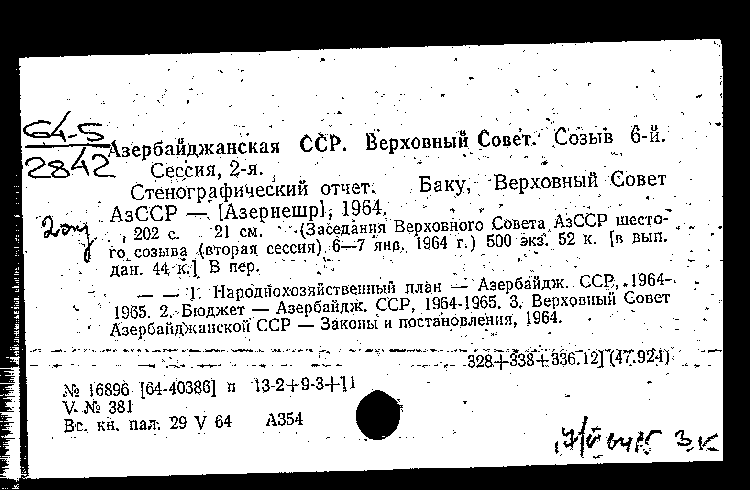 64-5
2842
Азербайджанская ССР. Верховный Совет. Созыв 6-й.
Сессия, 2-я.
Стенографический отчет. Баку, Верховный Совет
АзССР — [Азернешр], 1964.
202 с. 21 см. (Заседания Верховного Совета АзССР шесто-
го созыва (вторая сессия) 6—7 янв. 1964 г.) 500 экз. 52 к. [в вып.
дан. 44 к.] В пер.
— — 1. Народнохозяйственный план — Азербайдж. ССР, 1964-
1965. 2. Бюджет — Азербайдж. ССР, 1964-1965. 3. Верховный Совет
Азербайджанской ССР — Законы и постановления, 1964.
328+338+336.12] (47.924)
№ 16896 [64-40386] п 13-2+9-3+11
V. № 381
Вс. кн. пал. 29 V 64 А354
3 к